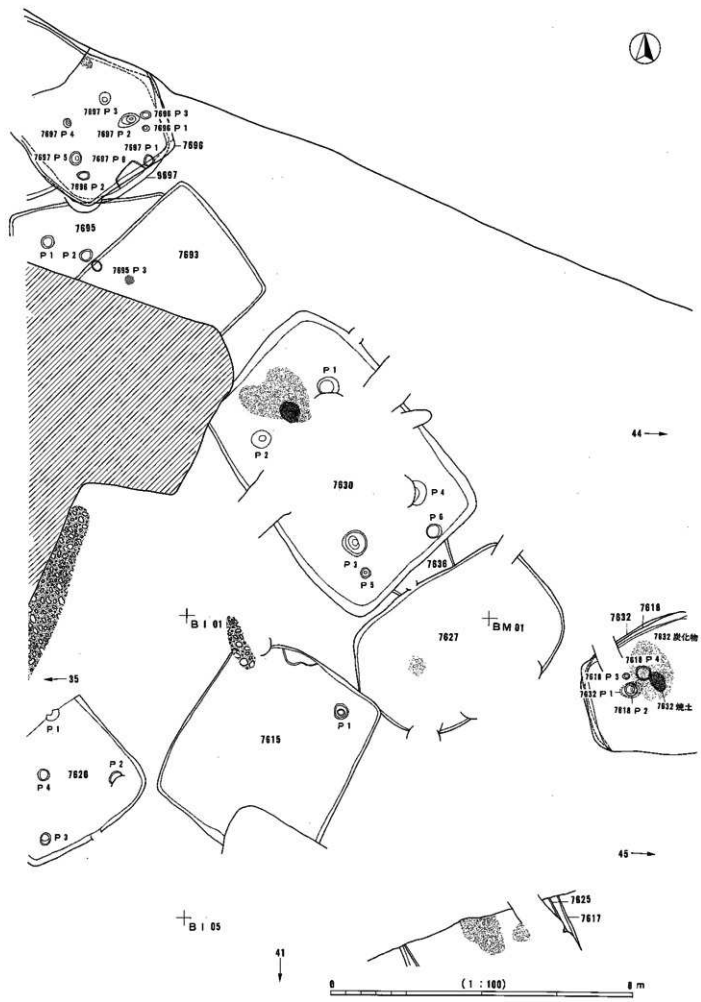 7697 P 3
7696 P 3
7697 P 4
7697 P 2
7696 P 1
7697 P 1
7696
7697 P 5
7697 P 6
9697
7696 P 2
7695
7693
P 1
P 2
7695 P 3
P 1
44
P 2
7630
P 4
P 6
P 3
7636
P 5
B I 01
B M 01
7632
7618
7632 炭化物
7627
7618 P 4
7618 P 3
7632 P 1
7618 P 2
7632 焼土
35
P 1
P 1
7615
P 2
7620
P 4
P 3
45
7625
7617
B I 05
41
0
(1 : 100)
8 m